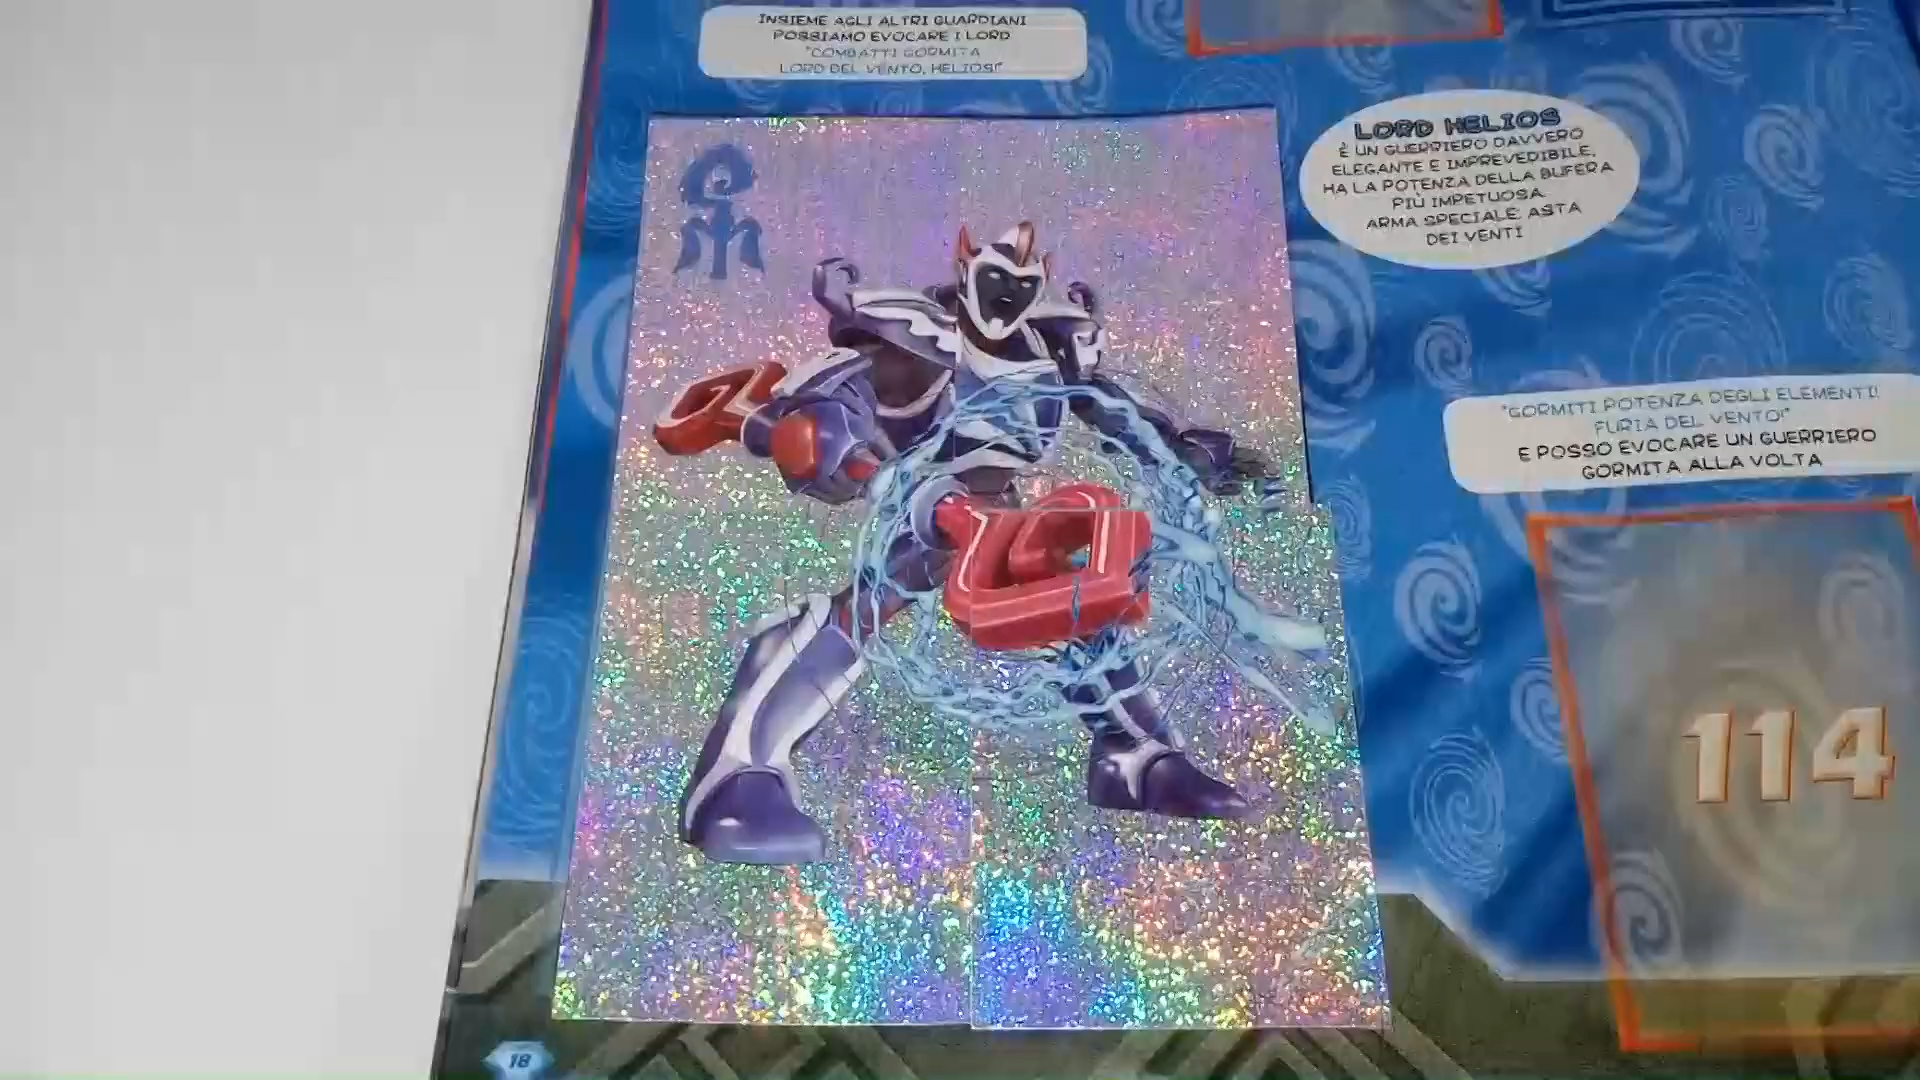 INSIEME AGLI ALTRI GUARDIANI
POSSIAMO EVOCARE I LORD
"COMBATTI GORMITA
LORD DEL VENTO, HELIOS!"
LORD HELIOS
È UN GUERRIERO DAVVERO
ELEGANTE E IMPREVEDIBILE,
HA LA POTENZA DELLA BUFERA
PIÙ IMPETUOSA.
ARMA SPECIALE: ASTA
DEI VENTI
"GORMITI POTENZA DEGLI ELEMENTI!
FURIA DEL VENTO!"
E POSSO EVOCARE UN GUERRIERO
GORMITA ALLA VOLTA
114
18